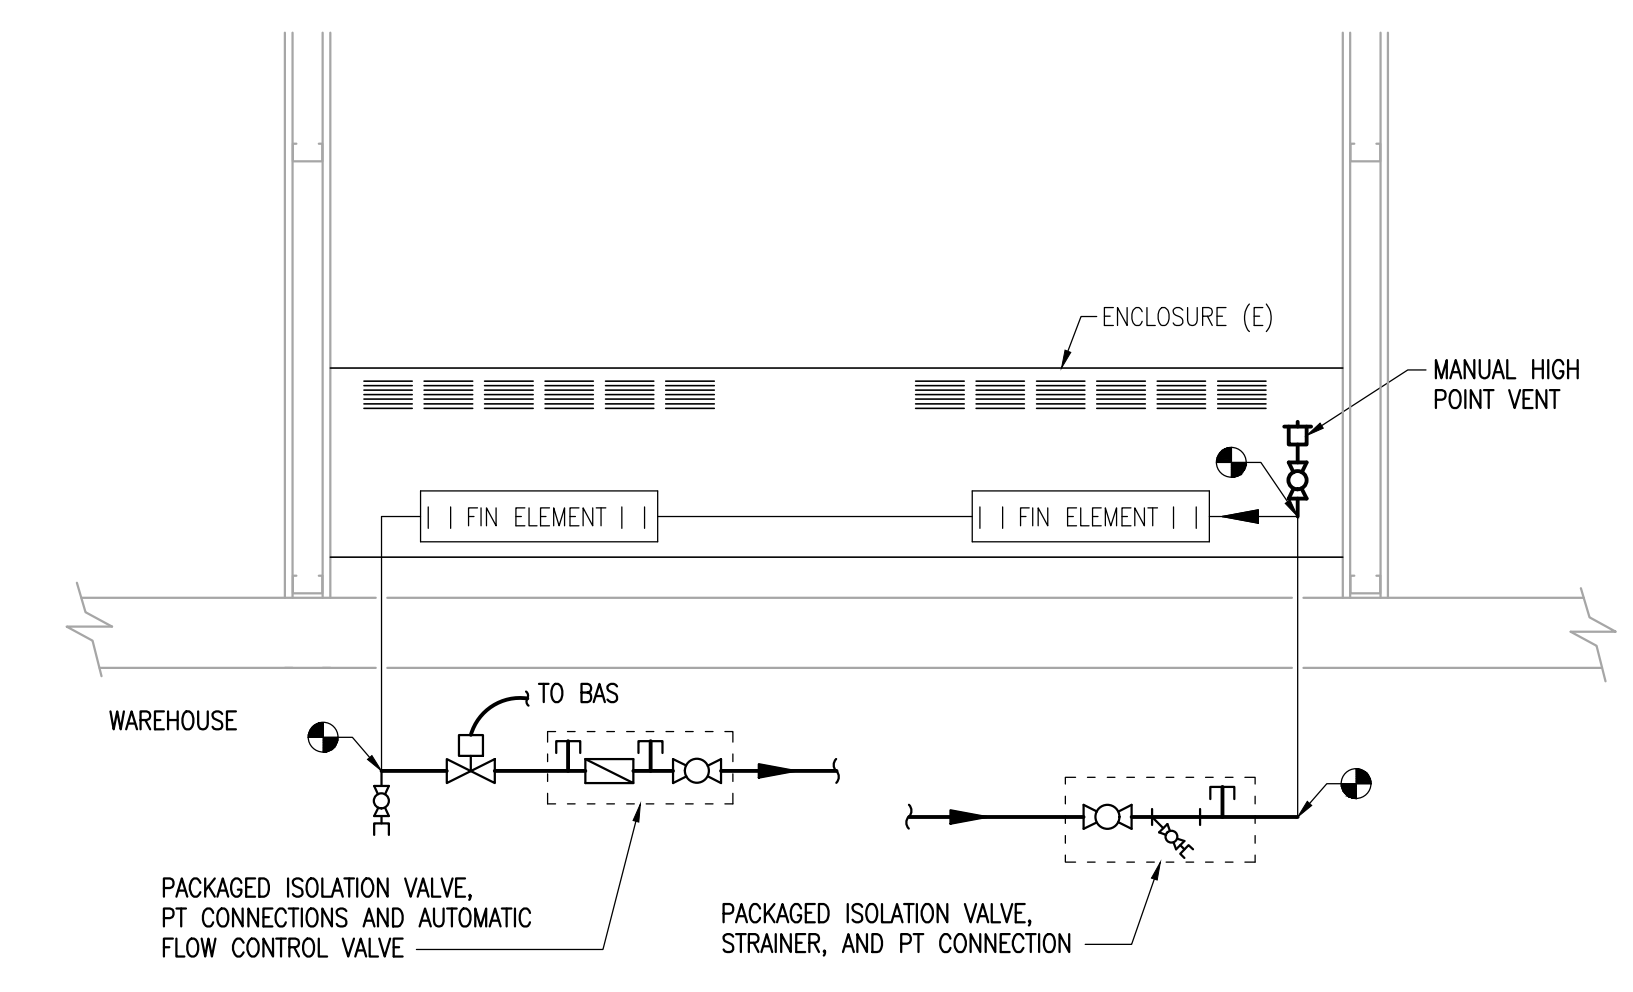 ENCLOSURE (E)
MANUAL HIGH
POINT VENT
| | FIN ELEMENT | |
| | FIN ELEMENT | |
TO BAS
WAREHOUSE
PACKAGED ISOLATION VALVE,
PT CONNECTIONS AND AUTOMATIC
FLOW CONTROL VALVE
PACKAGED ISOLATION VALVE,
STRAINER, AND PT CONNECTION